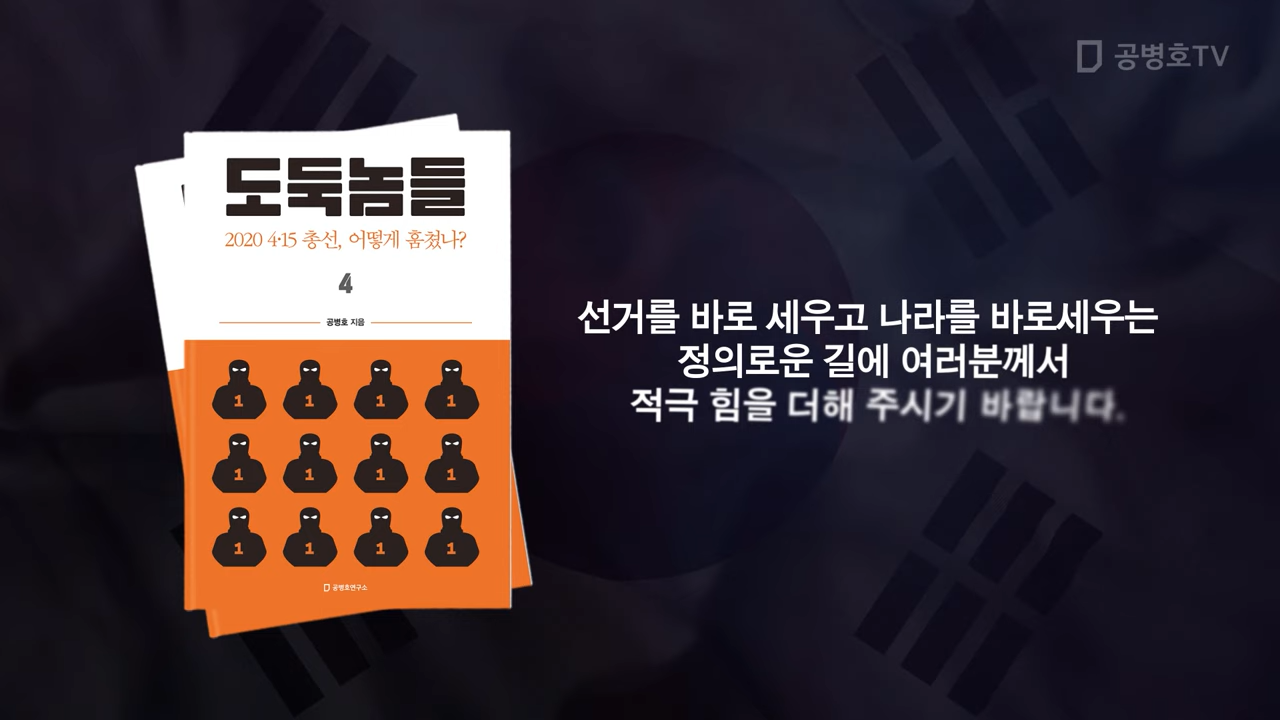 공병호TV
도둑놈들
2020 4·15 총선, 어떻게 훔쳤나?
4
공병호 지음
1 1 1 1
1 1 1 1
1 1 1 1
공병호연구소
선거를 바로 세우고 나라를 바로세우는
정의로운 길에 여러분께서
적극 힘을 더해 주시기 바랍니다.